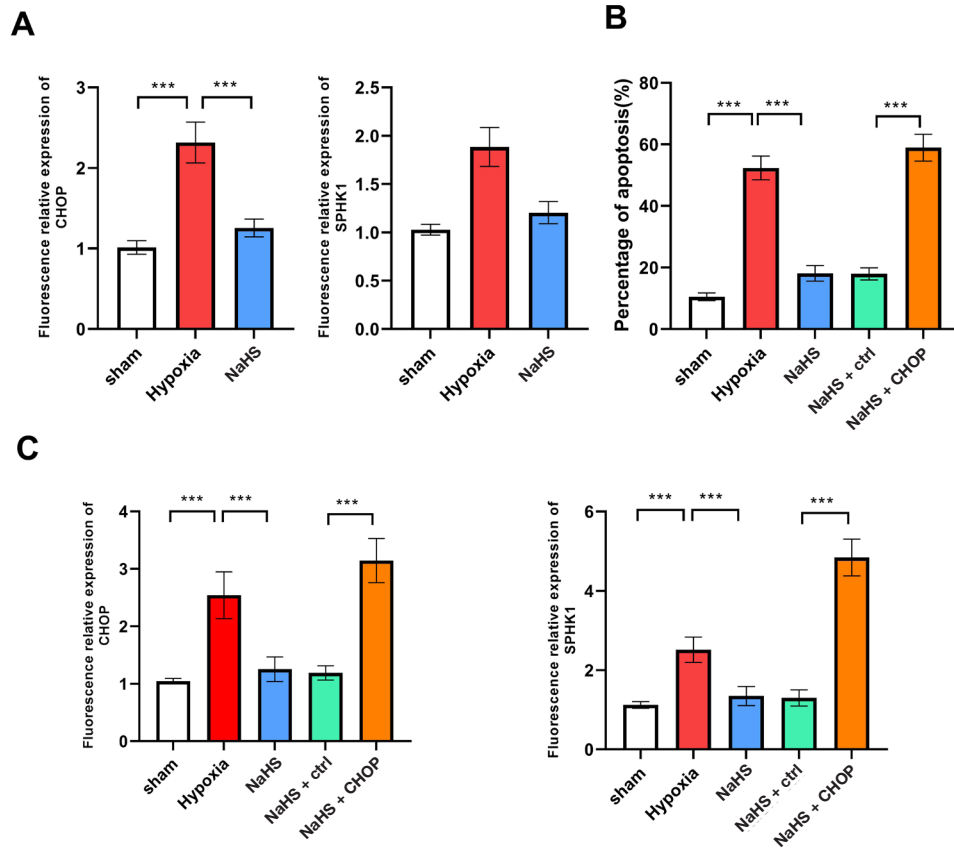 A
Fluorescence relative expression of
CHOP
3
2
1
0
***
***
sham
Hypoxia
NaHS
Fluorescence relative expression of
SPHK1
2.5
2.0
1.5
1.0
0.5
0.0
sham
Hypoxia
NaHS
B
Percentage of apoptosis(%)
80
60
40
20
0
***
***
***
sham
Hypoxia
NaHS
NaHS + ctrl
NaHS + CHOP
C
Fluorescence relative expression of
CHOP
4
3
2
1
0
***
***
***
sham
Hypoxia
NaHS
NaHS + ctrl
NaHS + CHOP
Fluorescence relative expression of
SPHK1
6
4
2
0
***
***
***
sham
Hypoxia
NaHS
NaHS + ctrl
NaHS + CHOP